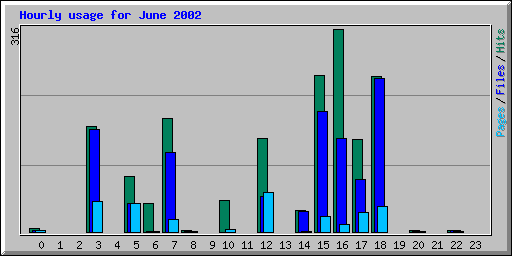 Hourly usage for June 2002
316
Pages / Files / Hits
0 1 2 3 4 5 6 7 8 9 10 11 12 13 14 15 16 17 18 19 20 21 22 23